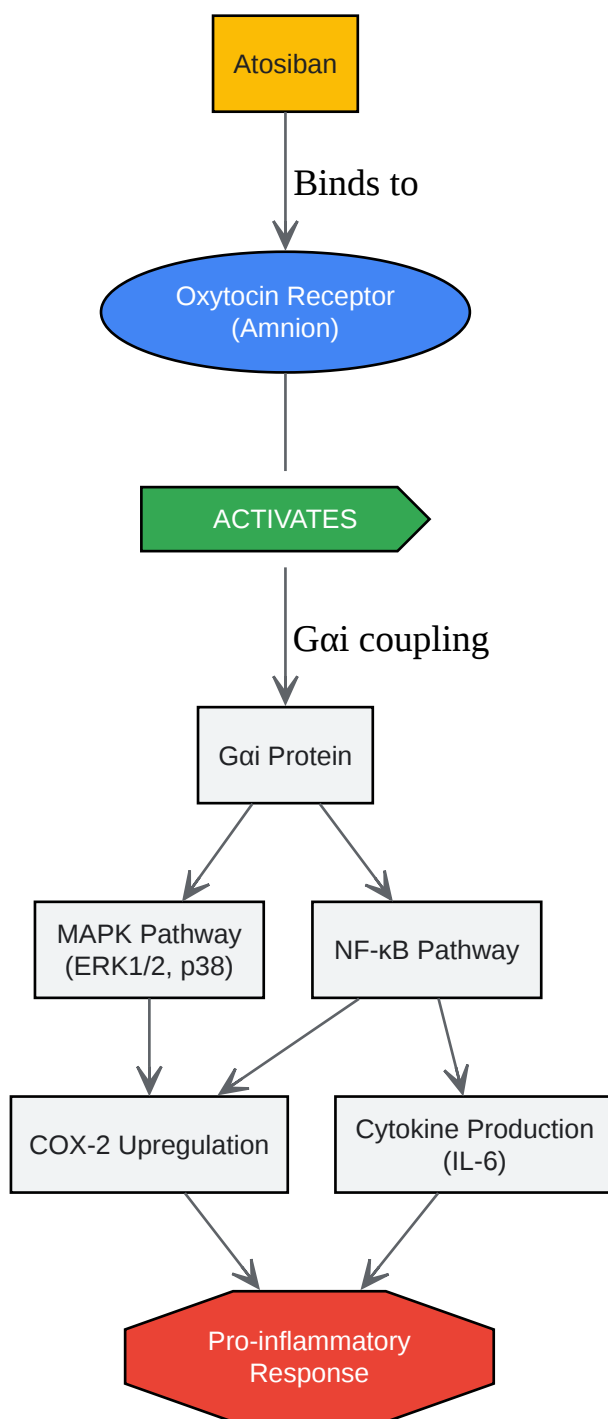 Atosiban
Binds to
Oxytocin Receptor
(Amnion)
ACTIVATES
Gαi coupling
Gαi Protein
MAPK Pathway
(ERK1/2, p38)
NF-κB Pathway
COX-2 Upregulation
Cytokine Production
(IL-6)
Pro-inflammatory
Response